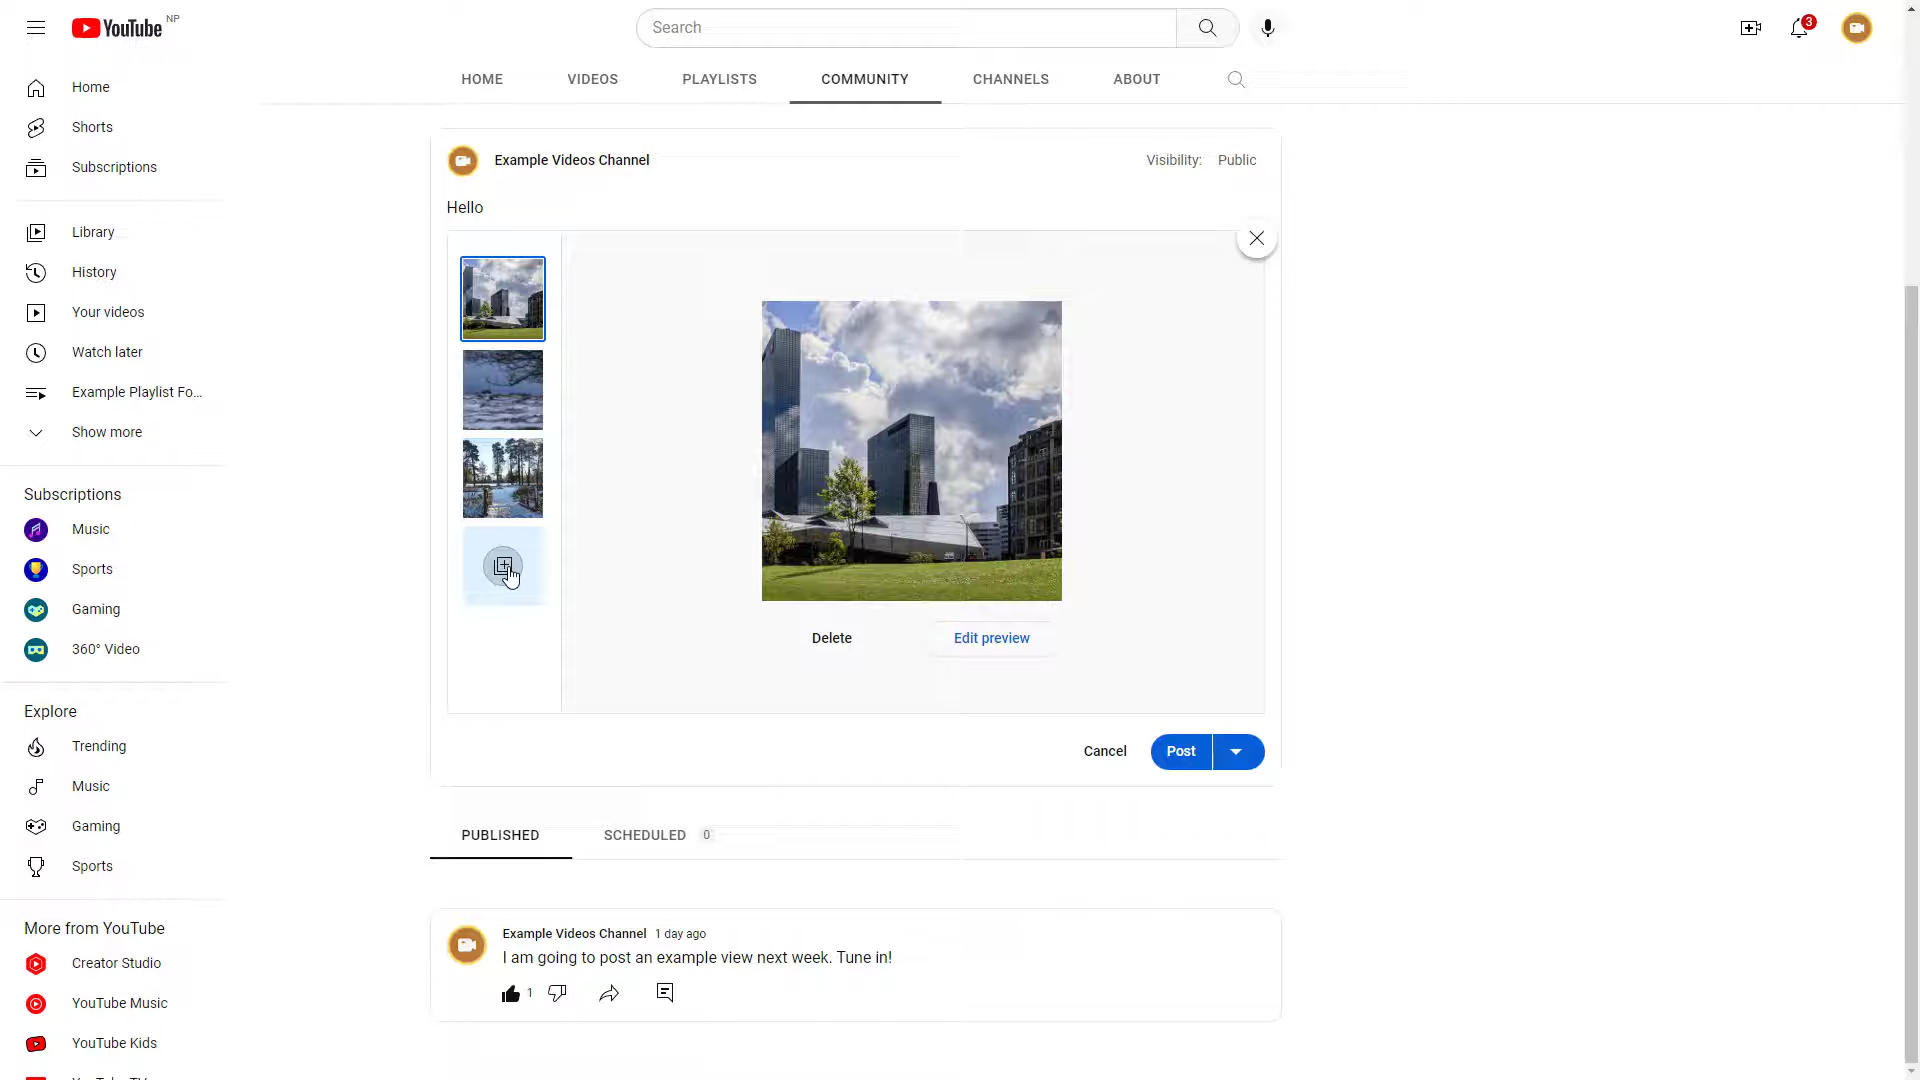 YouTube NP
Search
3
Home
Shorts
Subscriptions
Library
History
Your videos
Watch later
Example Playlist Fo...
Show more
Subscriptions
Music
Sports
Gaming
360° Video
Explore
Trending
Music
Gaming
Sports
More from YouTube
Creator Studio
YouTube Music
YouTube Kids
HOME VIDEOS PLAYLISTS COMMUNITY CHANNELS ABOUT
Example Videos Channel Visibility: Public
Hello
Delete Edit preview
Cancel Post
PUBLISHED SCHEDULED 0
Example Videos Channel 1 day ago
I am going to post an example view next week. Tune in!
1